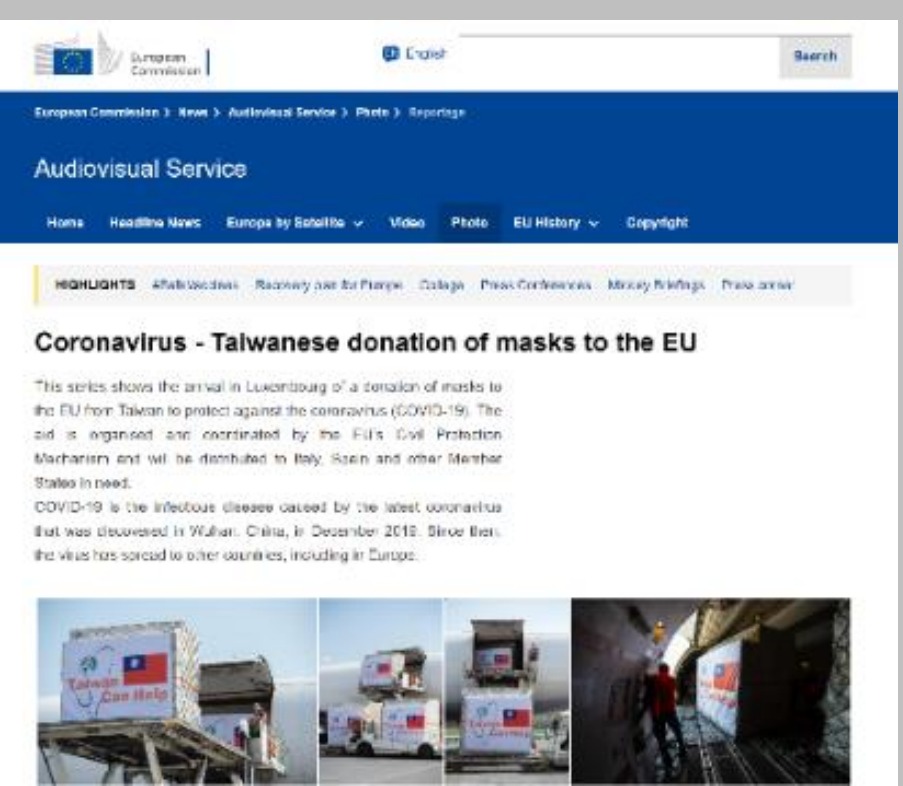 European
Commission
English
Search
European Commission > News > Audiovisual Service > Photo > Reportage
Audiovisual Service
Home Headline News Europe by Satellite Video Photo EU History Copyright
HIGHLIGHTS Recovery plan for Europe College Press Conferences Midday Briefings Press corner
Coronavirus - Taiwanese donation of masks to the EU
This series shows the arrival in Luxembourg of a donation of masks to
the EU from Taiwan to protect against the coronavirus (COVID-19). The
aid is organised and coordinated by the EU's Civil Protection
Mechanism and will be distributed to Italy, Spain and other Member
States in need.
COVID-19 is the infectious disease caused by the latest coronavirus
that was discovered in Wuhan, China, in December 2019. Since then,
the virus has spread to other countries, including in Europe.
Taiwan
Can Help
Taiwan
Can Help